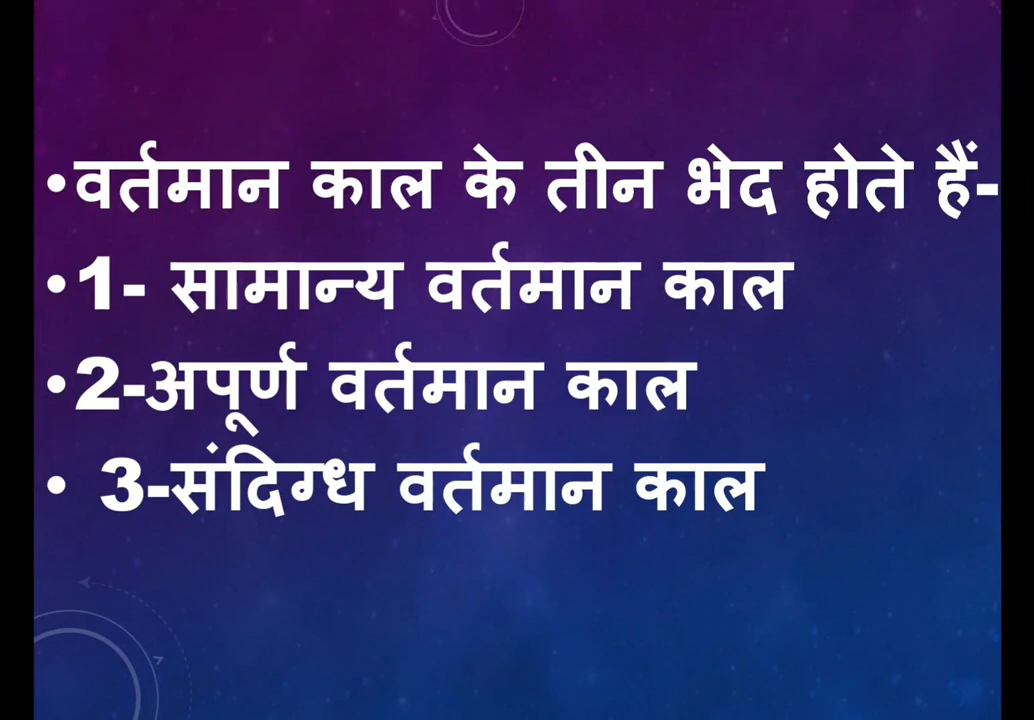 •वर्तमान काल के तीन भेद होते हैं-
•1- सामान्य वर्तमान काल
•2-अपूर्ण वर्तमान काल
• 3-संदिग्ध वर्तमान काल